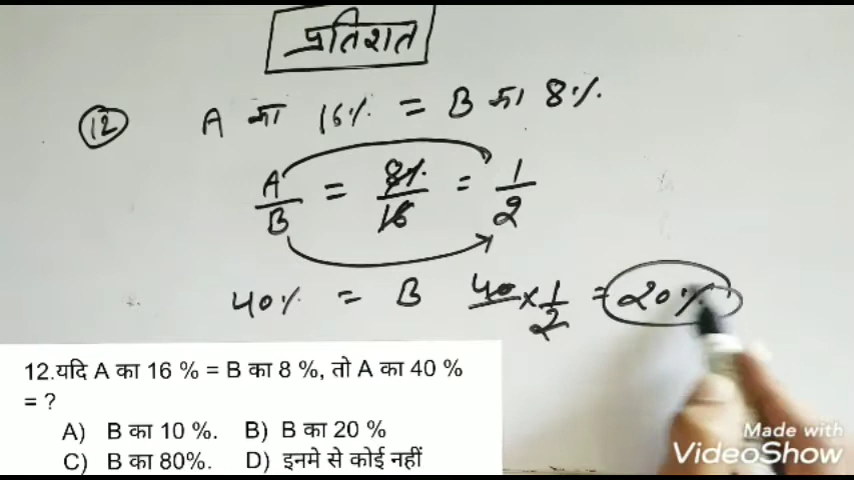 प्रतिशत
12 A का 16% = B का 8%
A/B = 8%/16 = 1/2
40% = B 40 × 1/2 = 20%
12.यदि A का 16 % = B का 8 %, तो A का 40 %
= ?
A) B का 10 %. B) B का 20 %
C) B का 80%. D) इनमे से कोई नहीं
Made with
VideoShow